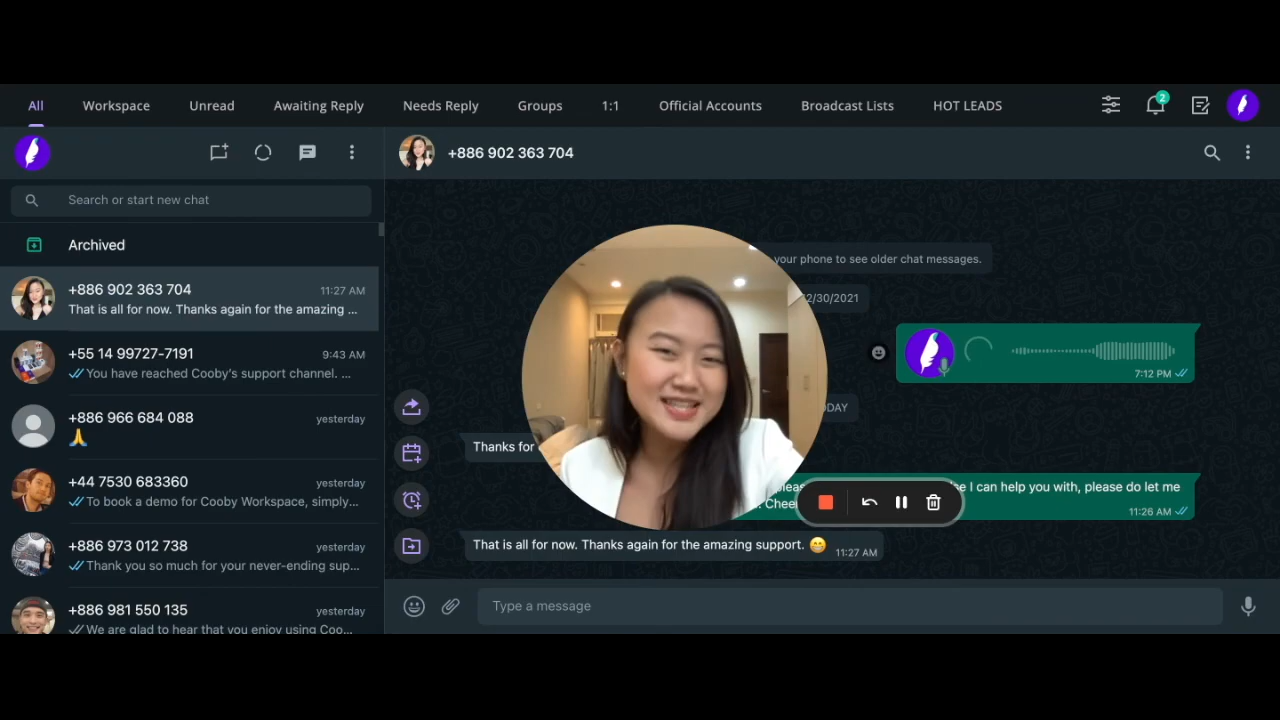 All Workspace Unread Awaiting Reply Needs Reply Groups 1:1 Official Accounts Broadcast Lists HOT LEADS 2
Search or start new chat
Archived
+886 902 363 704 11:27 AM
That is all for now. Thanks again for the amazing ...
+55 14 99727-7191 9:43 AM
You have reached Cooby's support channel. ...
+886 966 684 088 yesterday
+44 7530 683360 yesterday
To book a demo for Cooby Workspace, simply...
+886 973 012 738 yesterday
Thank you so much for your never-ending sup...
+886 981 550 135 yesterday
We are glad to hear that you enjoy using Coo...
+886 902 363 704
your phone to see older chat messages.
2/30/2021
7:12 PM
DAY
Thanks for
I can help you with, please do let me
11:26 AM
That is all for now. Thanks again for the amazing support. 😁 11:27 AM
Type a message